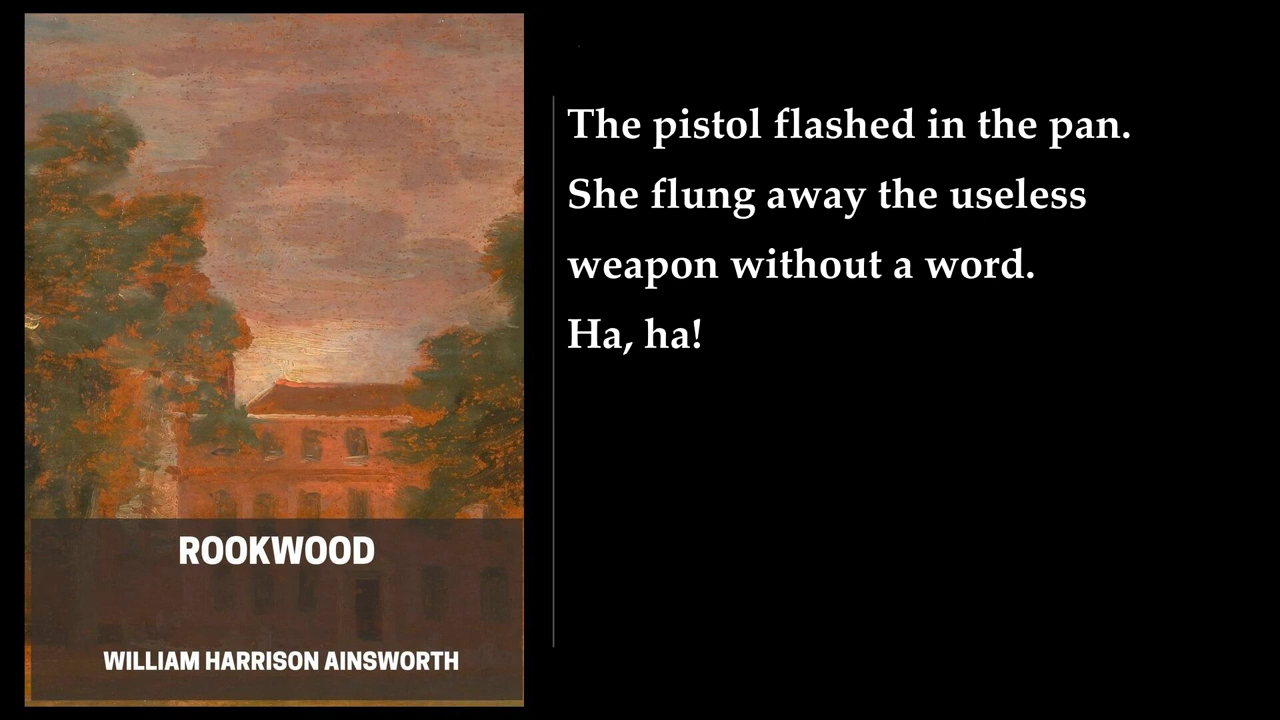 ROOKWOOD
WILLIAM HARRISON AINSWORTH
The pistol flashed in the pan.
She flung away the useless
weapon without a word.
Ha, ha!